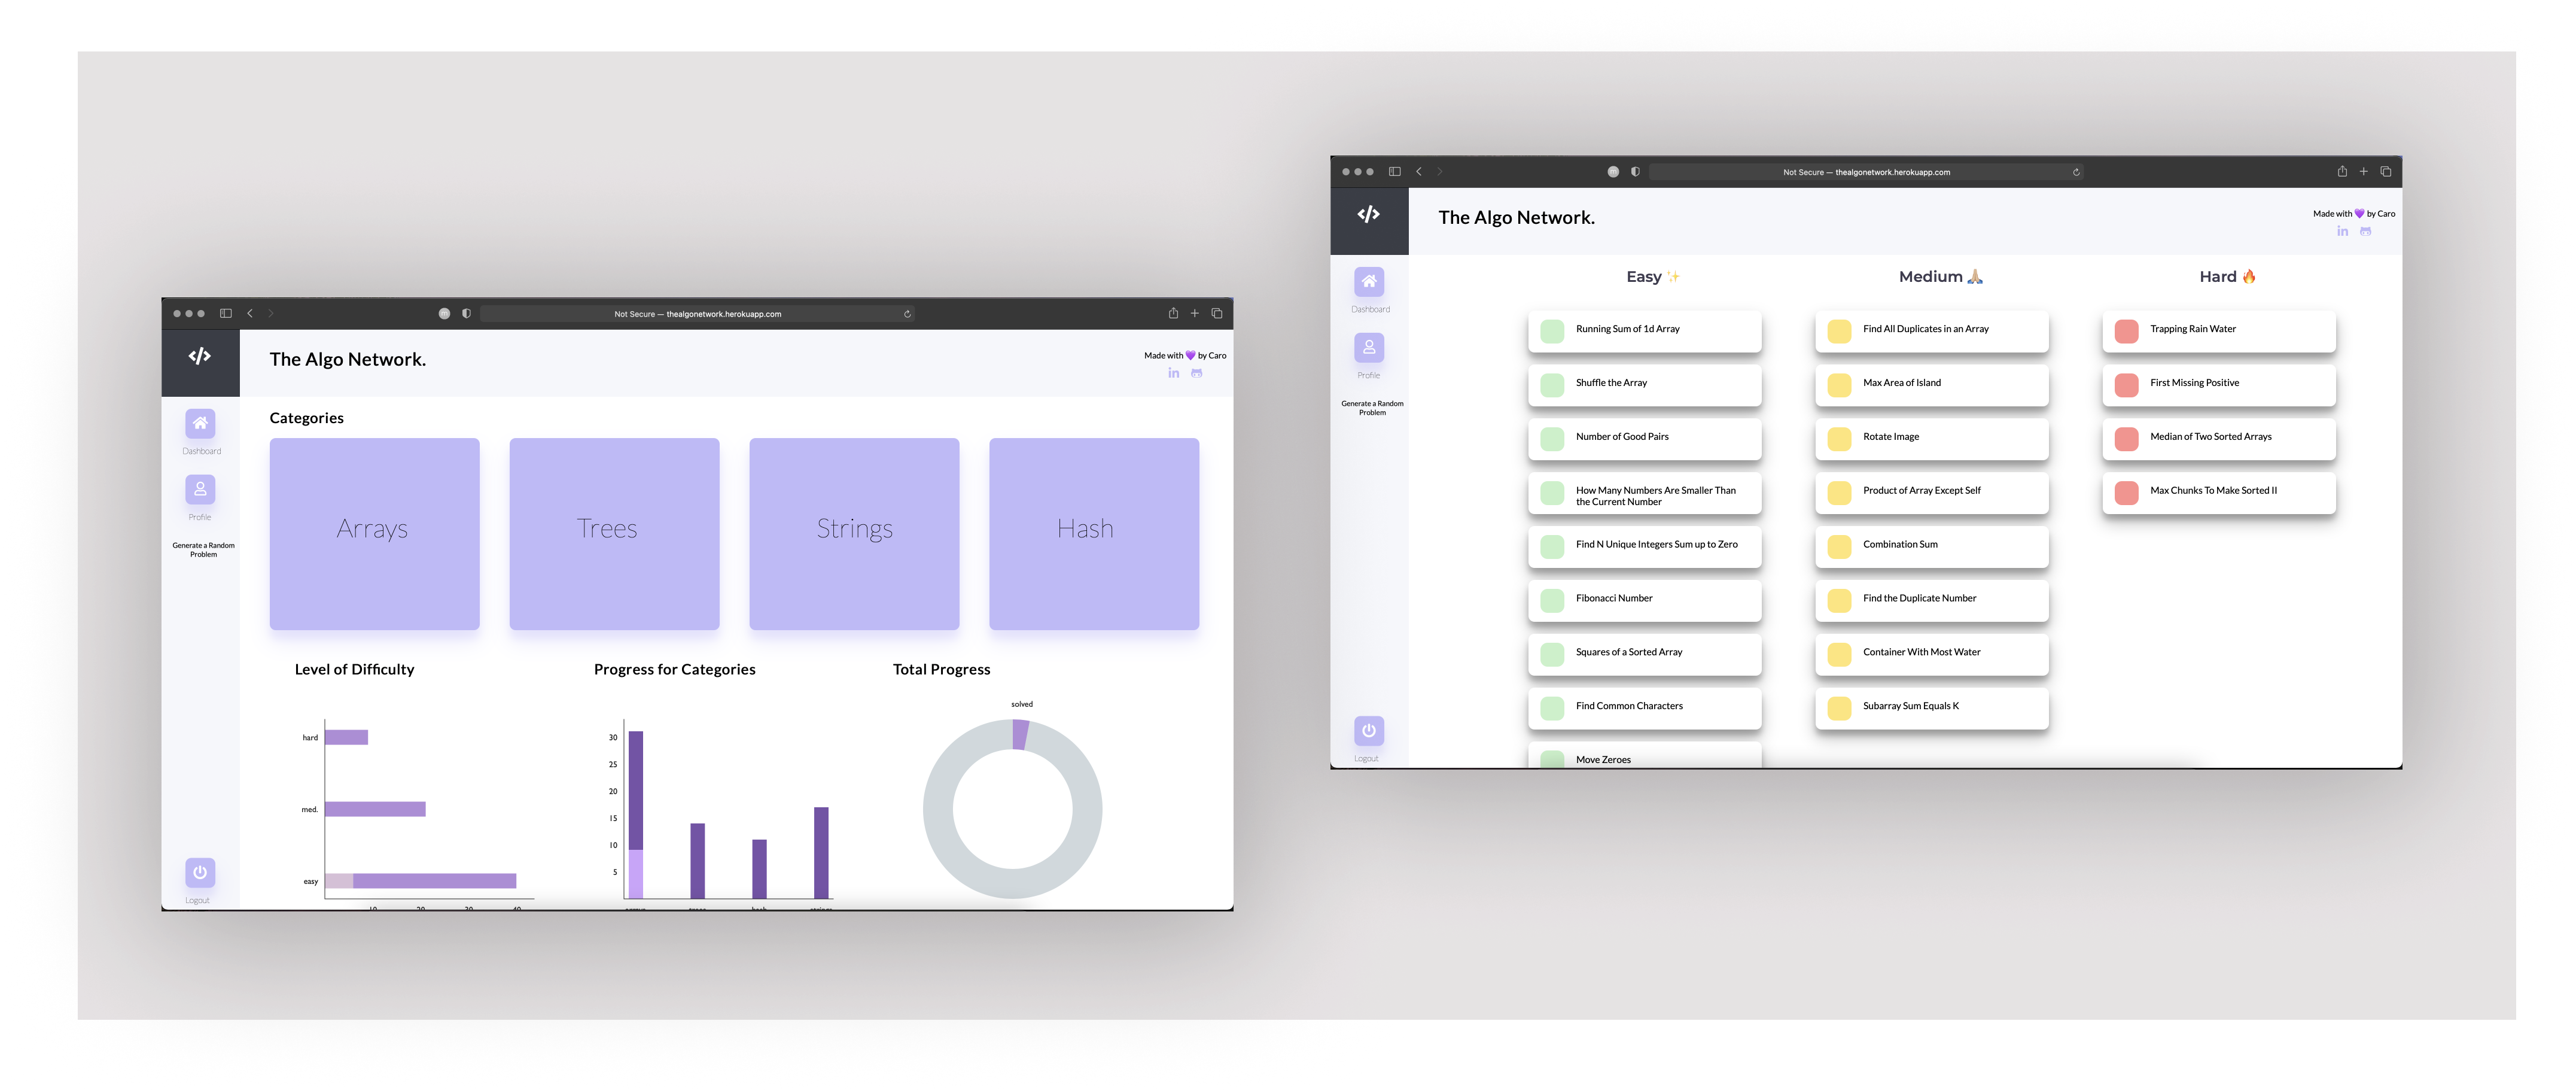 Not Secure — thealgonetwork.herokuapp.com
</>
The Algo Network.
Made with 💜 by Caro
in
Dashboard
Profile
Generate a Random
Problem
Logout
Categories
Arrays
Trees
Strings
Hash
Level of Difficulty
hard
med.
easy
10 20 30 40
Progress for Categories
30
25
20
15
10
5
arrays trees hash strings
Total Progress
solved
Not Secure — thealgonetwork.herokuapp.com
</>
The Algo Network.
Made with 💜 by Caro
in
Dashboard
Profile
Generate a Random
Problem
Logout
Easy ✨
Running Sum of 1d Array
Shuffle the Array
Number of Good Pairs
How Many Numbers Are Smaller Than
the Current Number
Find N Unique Integers Sum up to Zero
Fibonacci Number
Squares of a Sorted Array
Find Common Characters
Move Zeroes
Medium 🙏🏼
Find All Duplicates in an Array
Max Area of Island
Rotate Image
Product of Array Except Self
Combination Sum
Find the Duplicate Number
Container With Most Water
Subarray Sum Equals K
Hard 🔥
Trapping Rain Water
First Missing Positive
Median of Two Sorted Arrays
Max Chunks To Make Sorted II